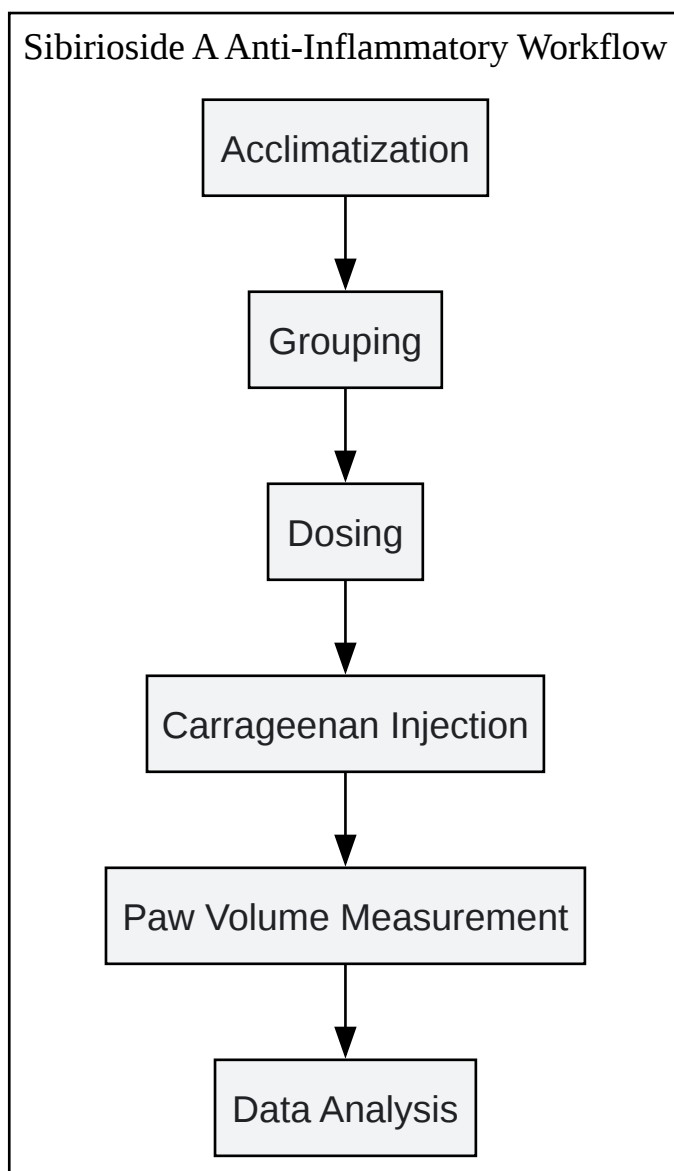 Sibirioside A Anti-Inflammatory Workflow
Acclimatization
Grouping
Dosing
Carrageenan Injection
Paw Volume Measurement
Data Analysis